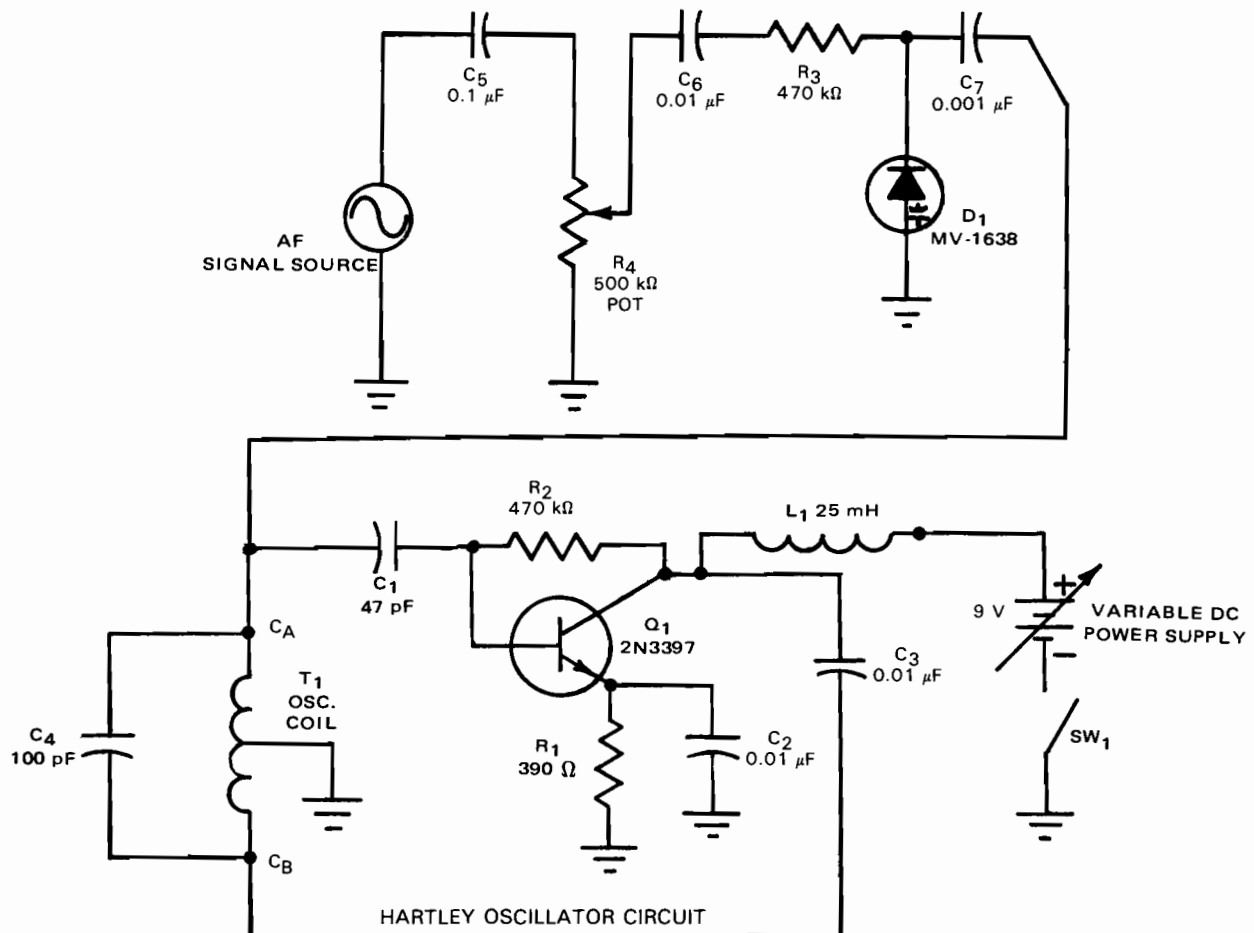 C5
0.1 μF
C6
0.01 μF
R3
470 kΩ
C7
0.001 μF
AF
SIGNAL SOURCE
R4
500 kΩ
POT
D1
MV-1638
R2
470 kΩ
L1 25 mH
C1
47 pF
Q1
2N3397
9 V
+
−
VARIABLE DC
POWER SUPPLY
CA
C3
0.01 μF
T1
OSC.
COIL
C4
100 pF
R1
390 Ω
C2
0.01 μF
SW1
CB
HARTLEY OSCILLATOR CIRCUIT